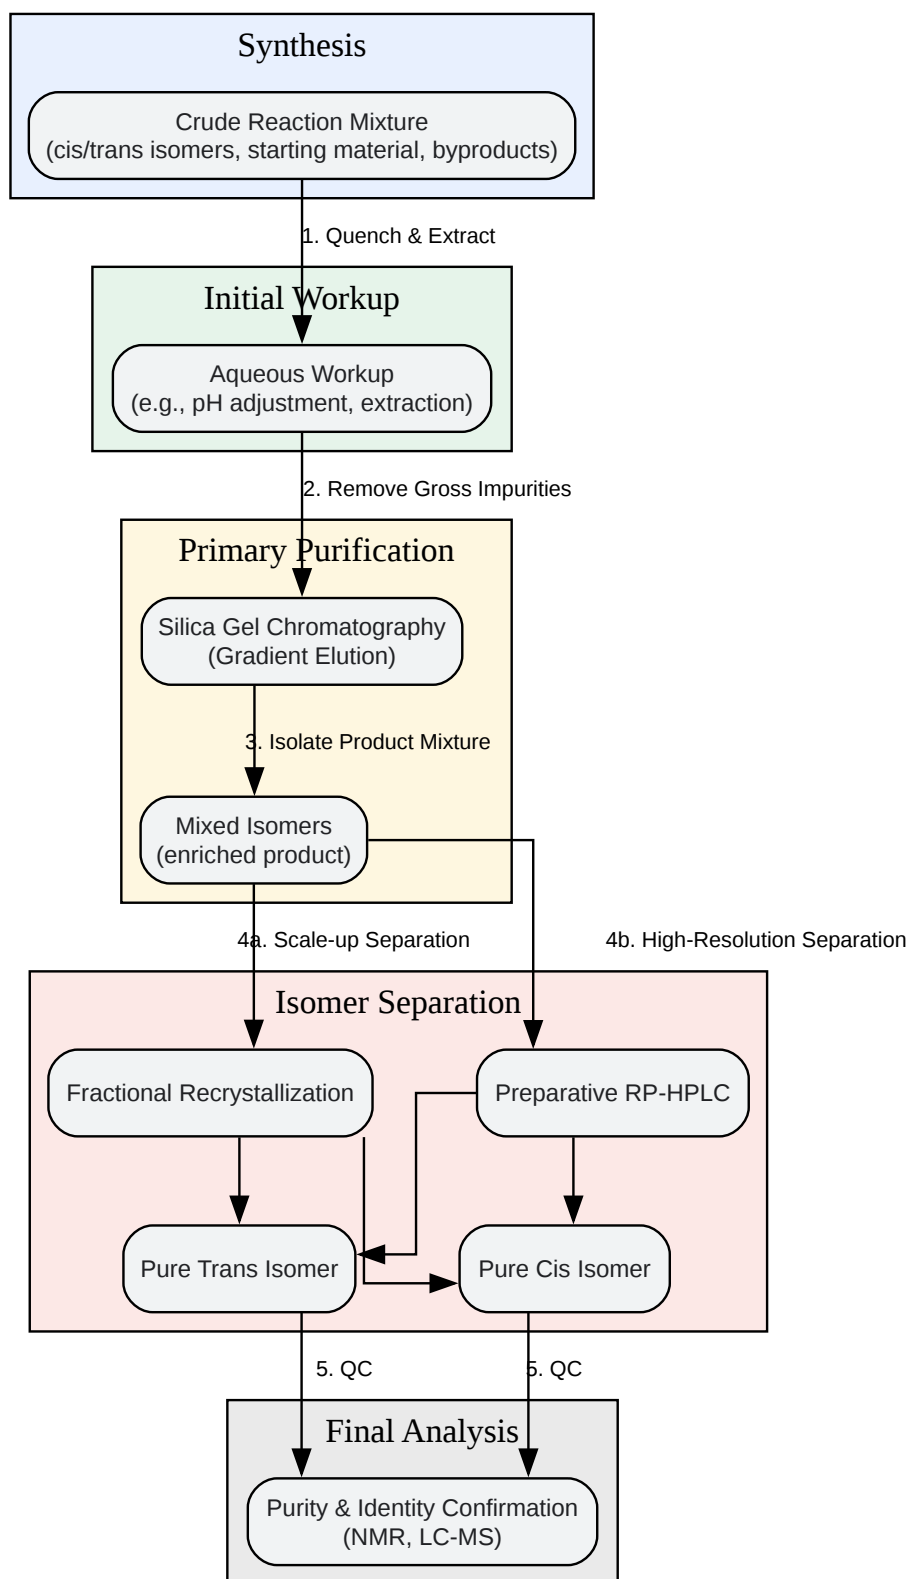 Synthesis
Crude Reaction Mixture
(cis/trans isomers, starting material, byproducts)
1. Quench & Extract
Initial Workup
Aqueous Workup
(e.g., pH adjustment, extraction)
2. Remove Gross Impurities
Primary Purification
Silica Gel Chromatography
(Gradient Elution)
3. Isolate Product Mixture
Mixed Isomers
(enriched product)
4a. Scale-up Separation
4b. High-Resolution Separation
Isomer Separation
Fractional Recrystallization
Preparative RP-HPLC
Pure Trans Isomer
Pure Cis Isomer
5. QC
5. QC
Final Analysis
Purity & Identity Confirmation
(NMR, LC-MS)